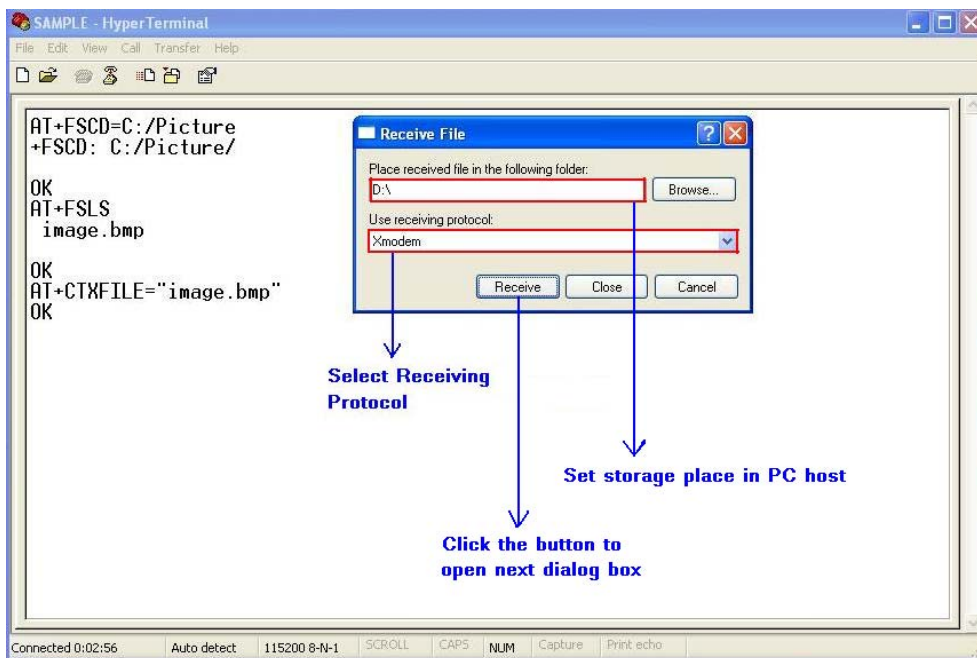 SAMPLE - HyperTerminal
File Edit View Call Transfer Help
AT+FSCD=C:/Picture
+FSCD: C:/Picture/
OK
AT+FSLS
image.bmp
OK
AT+CTXFILE="image.bmp"
OK
Receive File
Place received file in the following folder:
D:\
Browse...
Use receiving protocol:
Xmodem
Receive
Close
Cancel
Select Receiving
Protocol
Set storage place in PC host
Click the button to
open next dialog box
Connected 0:02:56
Auto detect
115200 8-N-1
SCROLL
CAPS
NUM
Capture
Print echo